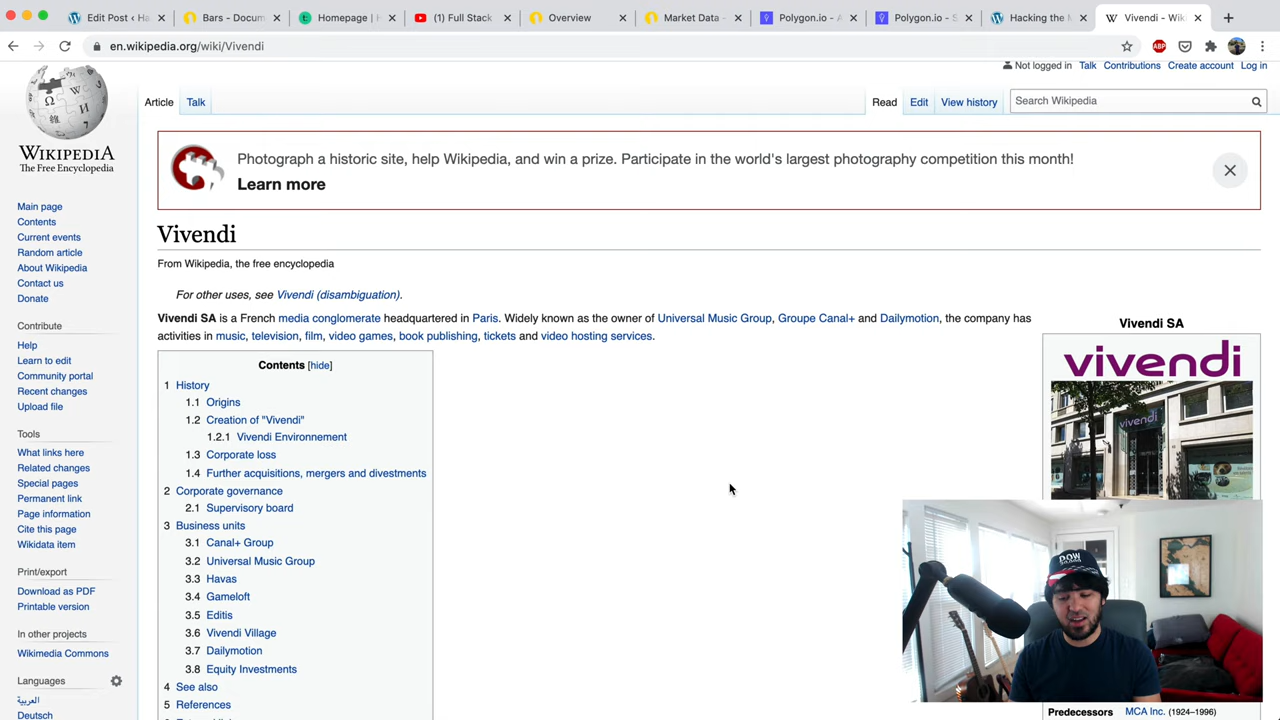 Edit Post ‹ Ha
Bars - Docum
Homepage | H
(1) Full Stack
Overview
Market Data -
Polygon.io - A
Polygon.io - S
Hacking the M
Vivendi - Wiki
en.wikipedia.org/wiki/Vivendi
ABP
Not logged in Talk Contributions Create account Log in
Article Talk
Read Edit View history
Search Wikipedia
WIKIPEDIA
The Free Encyclopedia
Photograph a historic site, help Wikipedia, and win a prize. Participate in the world's largest photography competition this month!
Learn more
Main page
Contents
Current events
Random article
About Wikipedia
Contact us
Donate
Contribute
Help
Learn to edit
Community portal
Recent changes
Upload file
Tools
What links here
Related changes
Special pages
Permanent link
Page information
Cite this page
Wikidata item
Print/export
Download as PDF
Printable version
In other projects
Wikimedia Commons
Languages
العربية
Deutsch
Vivendi
From Wikipedia, the free encyclopedia
For other uses, see Vivendi (disambiguation).
Vivendi SA is a French media conglomerate headquartered in Paris. Widely known as the owner of Universal Music Group, Groupe Canal+ and Dailymotion, the company has
activities in music, television, film, video games, book publishing, tickets and video hosting services.
Contents [hide]
1 History
1.1 Origins
1.2 Creation of "Vivendi"
1.2.1 Vivendi Environnement
1.3 Corporate loss
1.4 Further acquisitions, mergers and divestments
2 Corporate governance
2.1 Supervisory board
3 Business units
3.1 Canal+ Group
3.2 Universal Music Group
3.3 Havas
3.4 Gameloft
3.5 Editis
3.6 Vivendi Village
3.7 Dailymotion
3.8 Equity Investments
4 See also
5 References
Vivendi SA
vivendi
vivendi
POW
Predecessors MCA Inc. (1924–1996)